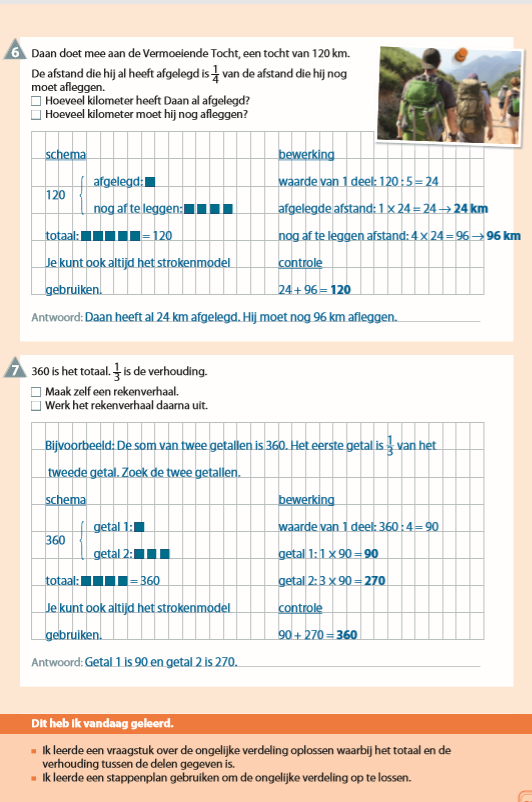 6 Daan doet mee aan de Vermoeiende Tocht, een tocht van 120 km.
De afstand die hij al heeft afgelegd is 1/4 van de afstand die hij nog
moet afleggen.
Hoeveel kilometer heeft Daan al afgelegd?
Hoeveel kilometer moet hij nog afleggen?
schema
120
afgelegd:
nog af te leggen:
totaal: = 120
Je kunt ook altijd het strokenmodel
gebruiken.
bewerking
waarde van 1 deel: 120 : 5 = 24
afgelegde afstand: 1 × 24 = 24 → 24 km
nog af te leggen afstand: 4 × 24 = 96 → 96 km
controle
24 + 96 = 120
Antwoord: Daan heeft al 24 km afgelegd. Hij moet nog 96 km afleggen.
7 360 is het totaal. 1/3 is de verhouding.
Maak zelf een rekenverhaal.
Werk het rekenverhaal daarna uit.
Bijvoorbeeld: De som van twee getallen is 360. Het eerste getal is 1/3 van het
tweede getal. Zoek de twee getallen.
schema
360
getal 1:
getal 2:
totaal: = 360
Je kunt ook altijd het strokenmodel
gebruiken.
bewerking
waarde van 1 deel: 360 : 4 = 90
getal 1: 1 × 90 = 90
getal 2: 3 × 90 = 270
controle
90 + 270 = 360
Antwoord: Getal 1 is 90 en getal 2 is 270.
Dit heb ik vandaag geleerd.
Ik leerde een vraagstuk over de ongelijke verdeling oplossen waarbij het totaal en de
verhouding tussen de delen gegeven is.
Ik leerde een stappenplan gebruiken om de ongelijke verdeling op te lossen.